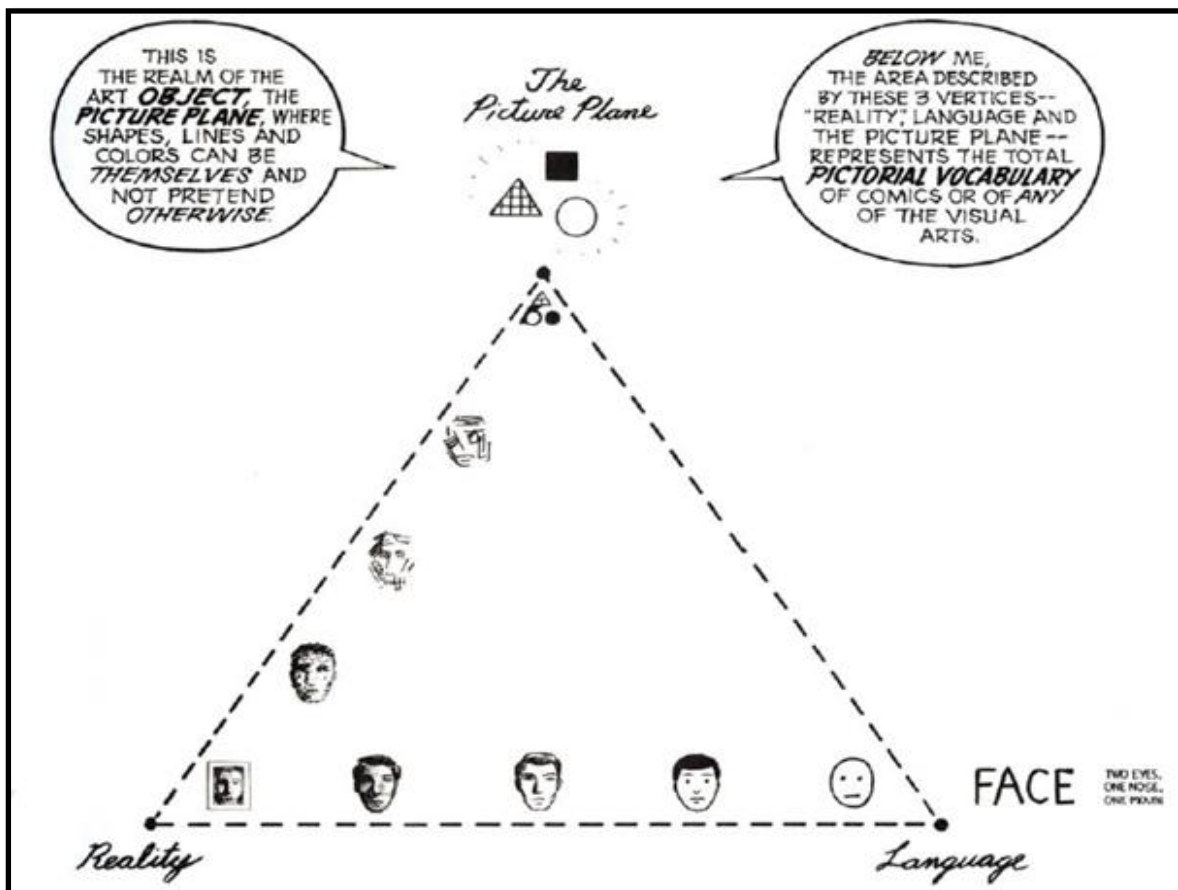 THIS IS
THE REALM OF THE
ART OBJECT, THE
PICTURE PLANE, WHERE
SHAPES, LINES AND
COLORS CAN BE
THEMSELVES AND
NOT PRETEND
OTHERWISE.
The
Picture Plane
BELOW ME,
THE AREA DESCRIBED
BY THESE 3 VERTICES--
"REALITY," LANGUAGE AND
THE PICTURE PLANE--
REPRESENTS THE TOTAL
PICTORIAL VOCABULARY
OF COMICS OR OF ANY
OF THE VISUAL
ARTS.
FACE
TWO EYES,
ONE NOSE,
ONE MOUTH
Reality
Language